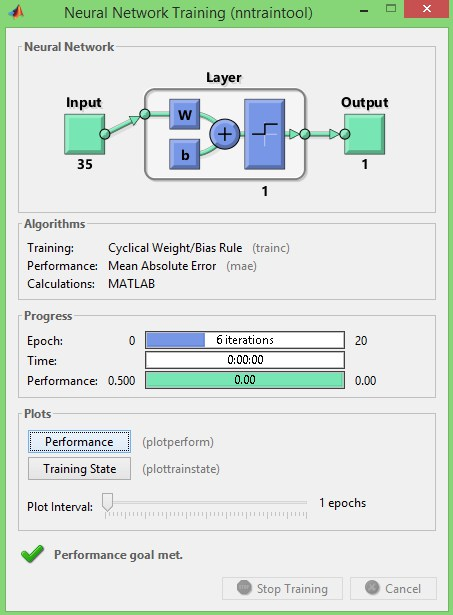 Neural Network Training (nntraintool)
Neural Network
Layer
Input
Output
W
b
+
35
1
1
Algorithms
Training: Cyclical Weight/Bias Rule (trainc)
Performance: Mean Absolute Error (mae)
Calculations: MATLAB
Progress
Epoch: 0 6 iterations 20
Time: 0:00:00
Performance: 0.500 0.00 0.00
Plots
Performance (plotperform)
Training State (plottrainstate)
Plot Interval: 1 epochs
Performance goal met.
Stop Training Cancel